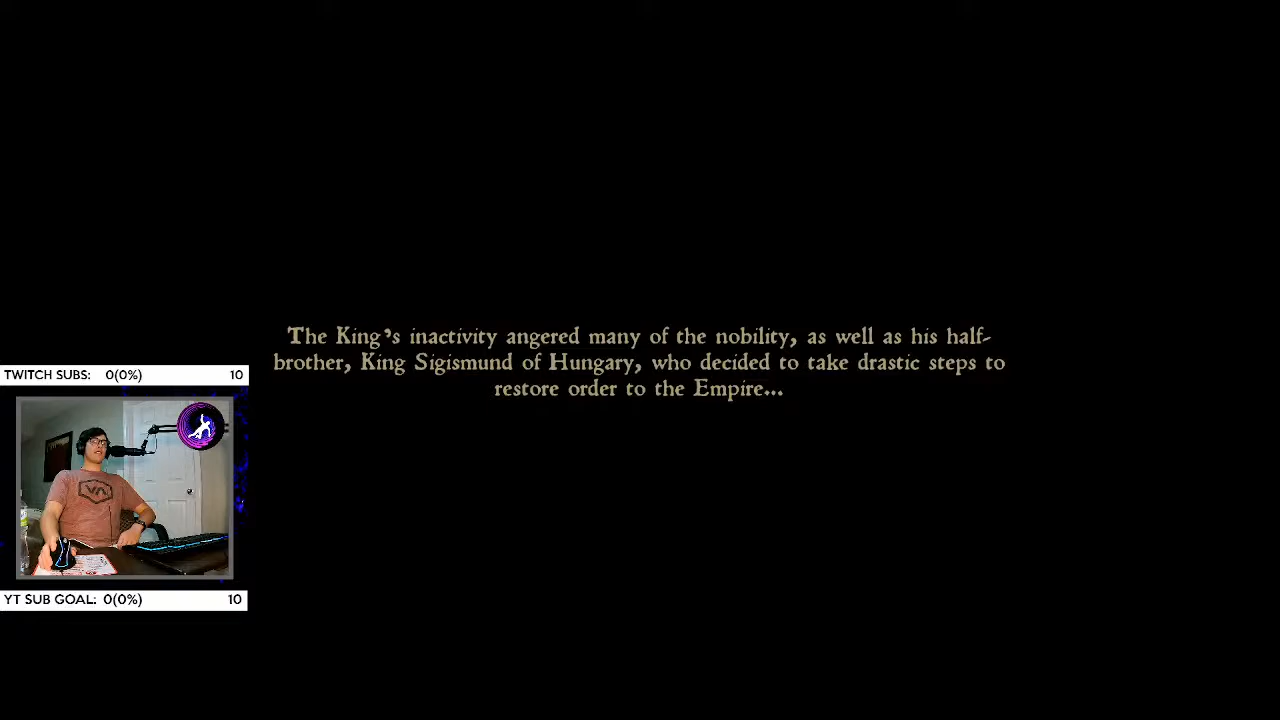 The King's inactivity angered many of the nobility, as well as his half-
brother, King Sigismund of Hungary, who decided to take drastic steps to
restore order to the Empire...
TWITCH SUBS: 0(0%) 10
YT SUB GOAL: 0(0%) 10